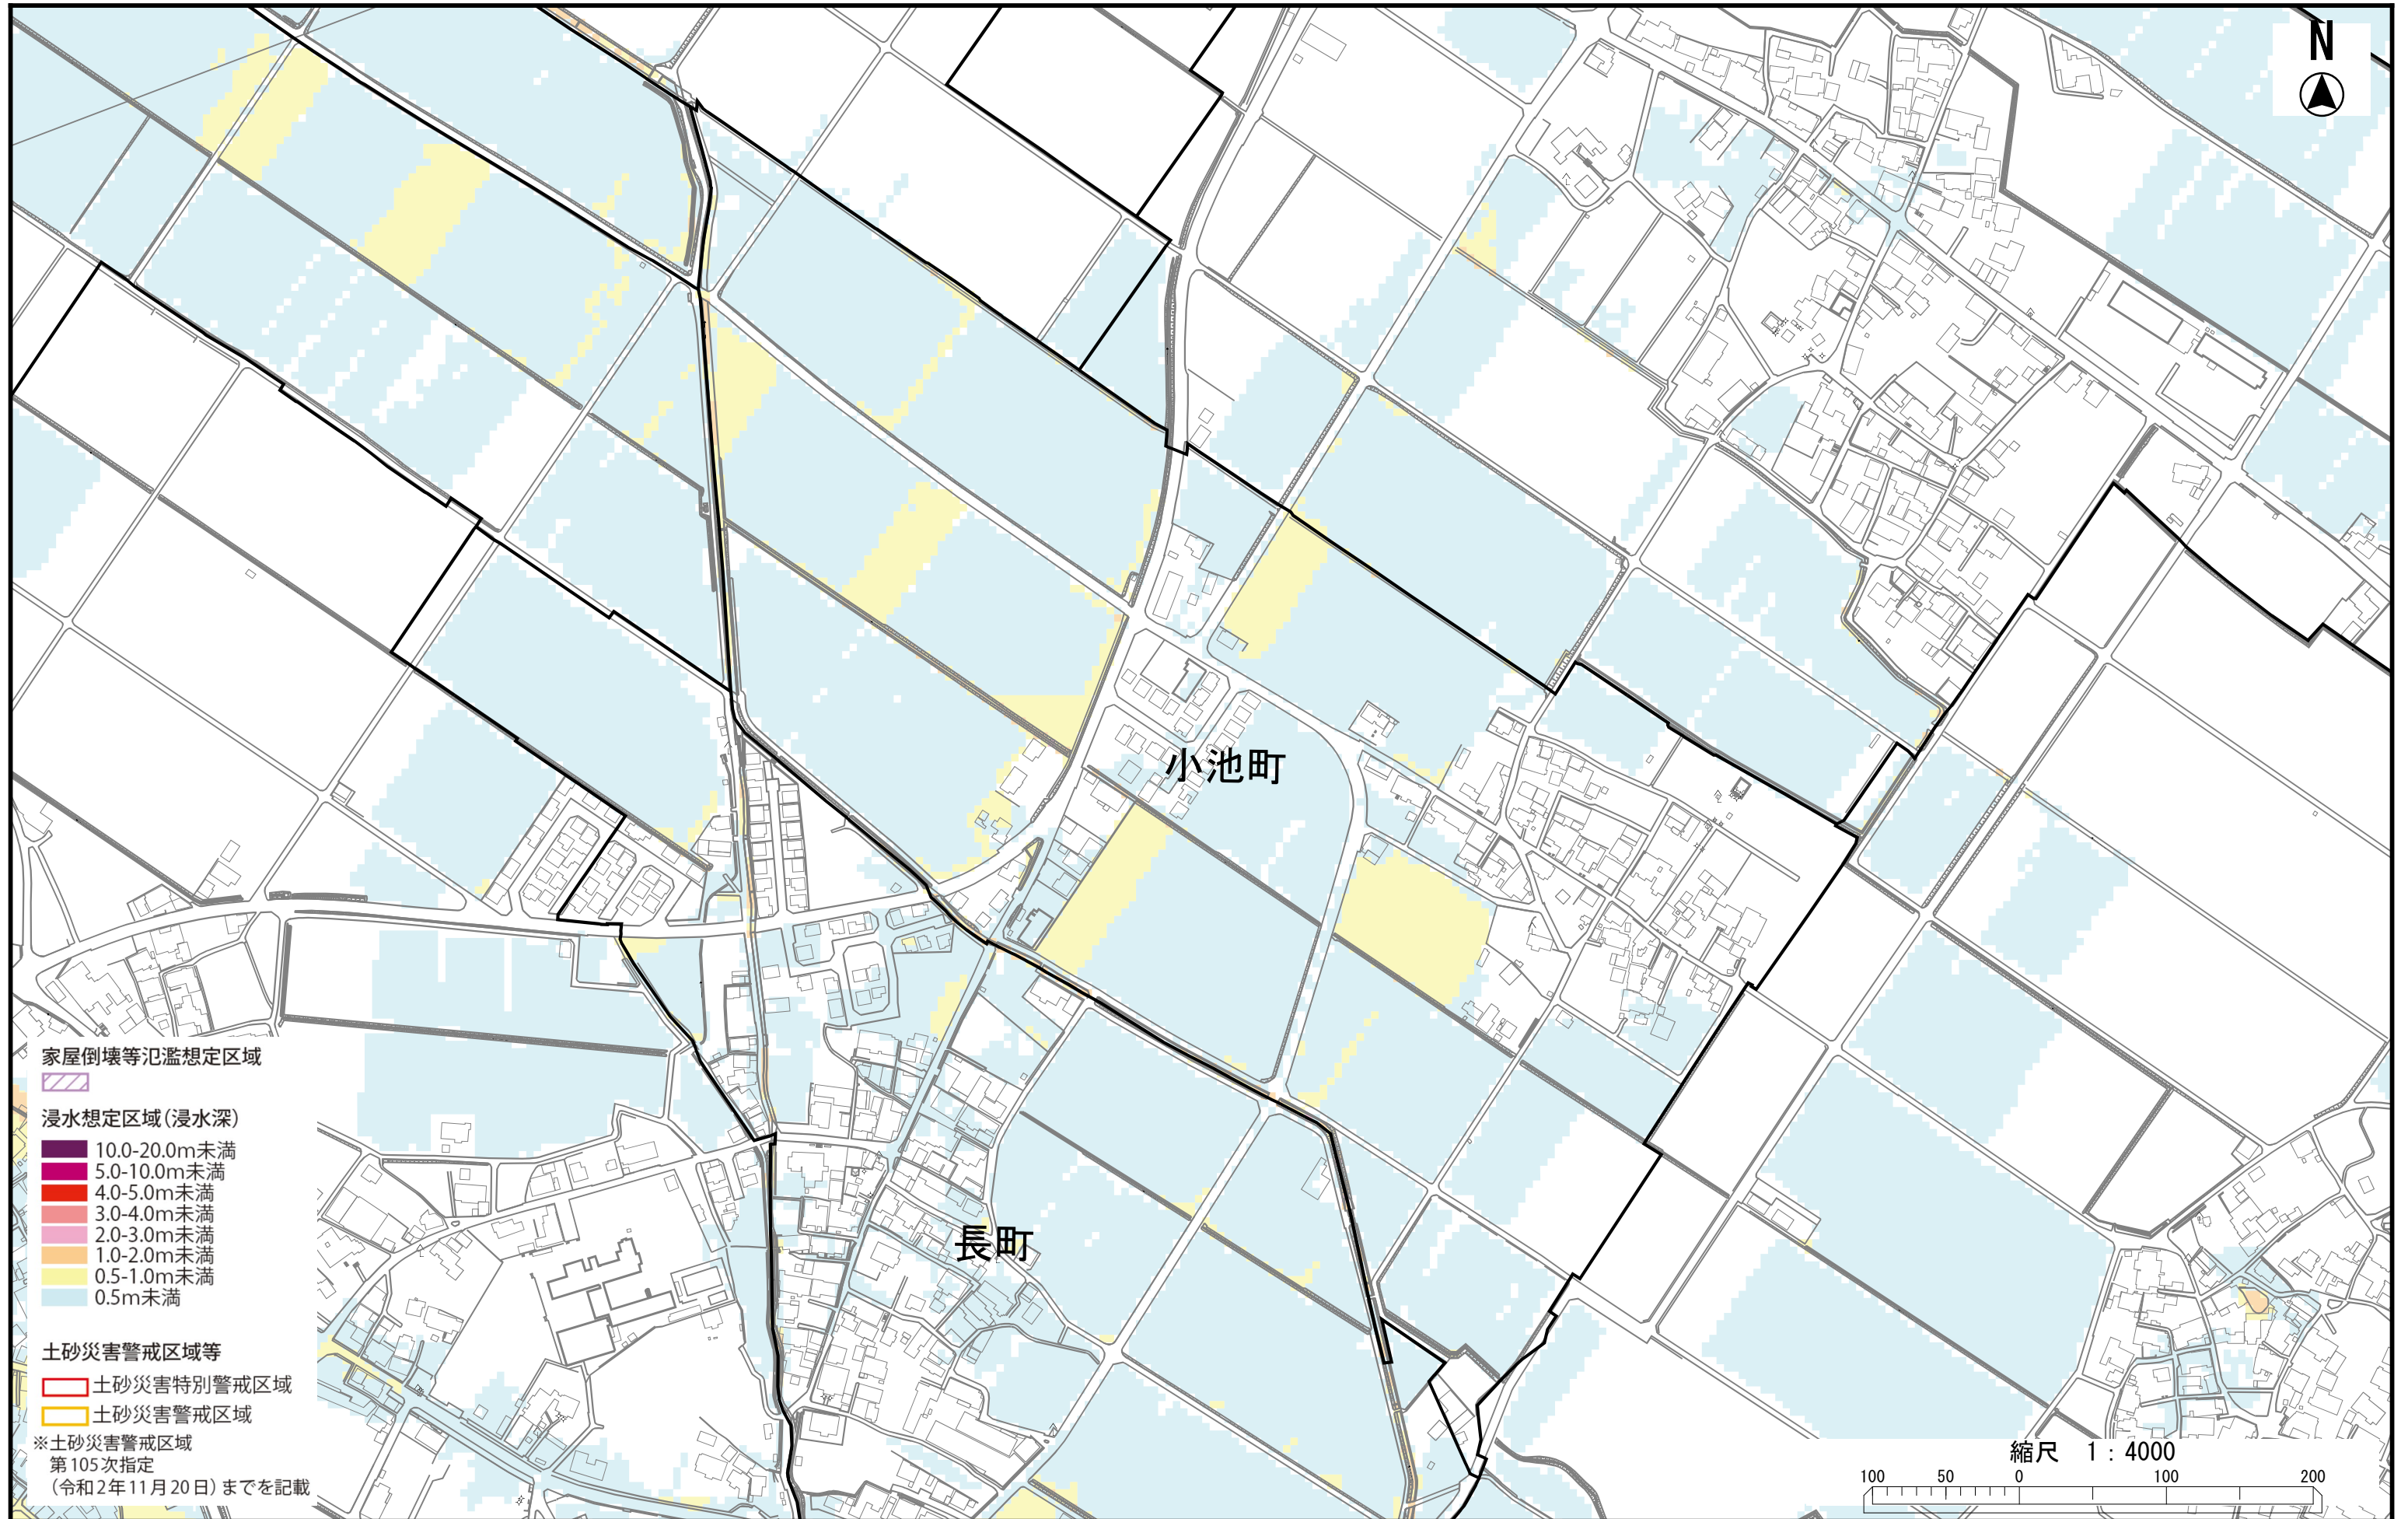 N
小池町
長町
家屋倒壊等氾濫想定区域
浸水想定区域(浸水深)
10.0-20.0m未満
5.0-10.0m未満
4.0-5.0m未満
3.0-4.0m未満
2.0-3.0m未満
1.0-2.0m未満
0.5-1.0m未満
0.5m未満
土砂災害警戒区域等
土砂災害特別警戒区域
土砂災害警戒区域
※土砂災害警戒区域
第105次指定
(令和2年11月20日)までを記載
縮尺 1:4000
100 50 0 100 200